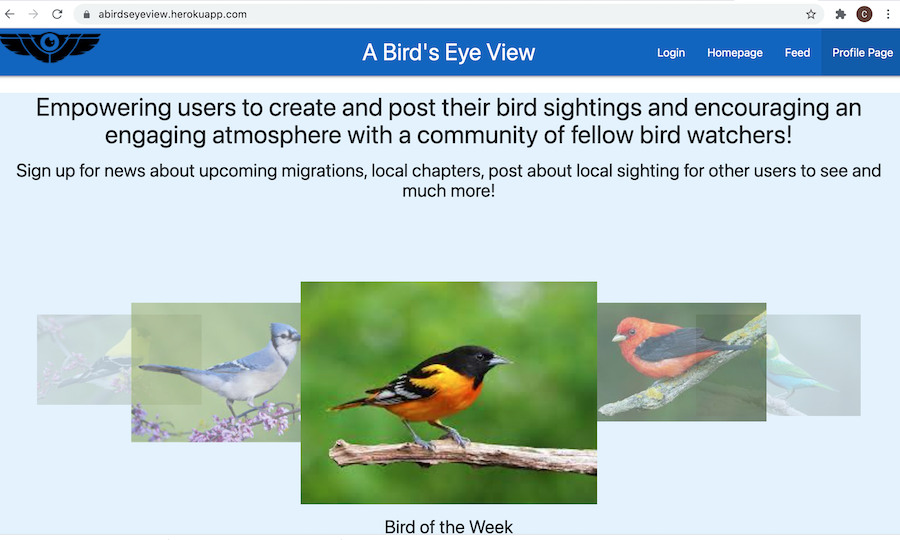 abirdseyeview.herokuapp.com
C
A Bird's Eye View
Login
Homepage
Feed
Profile Page
Empowering users to create and post their bird sightings and encouraging an
engaging atmosphere with a community of fellow bird watchers!
Sign up for news about upcoming migrations, local chapters, post about local sighting for other users to see and
much more!
Bird of the Week